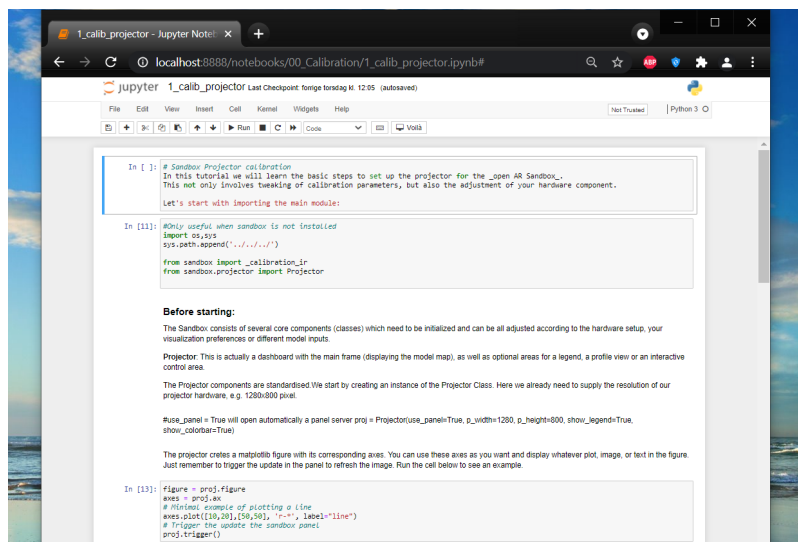 1_calib_projector - Jupyter Noteb
localhost:8888/notebooks/00_Calibration/1_calib_projector.ipynb#
ABP
jupyter 1_calib_projector Last Checkpoint: forrige torsdag kl. 12:05 (autosaved)
File Edit View Insert Cell Kernel Widgets Help
Not Trusted
Python 3
Run
Code
Voilà
In [ ]: # Sandbox Projector calibration
In this tutorial we will learn the basic steps to set up the projector for the _open AR Sandbox_.
This not only involves tweaking of calibration parameters, but also the adjustment of your hardware component.
Let's start with importing the main module:
In [11]: #Only useful when sandbox is not installed
import os,sys
sys.path.append('../../../')
from sandbox import _calibration_ir
from sandbox.projector import Projector
Before starting:
The Sandbox consists of several core components (classes) which need to be initialized and can be all adjusted according to the hardware setup, your
visualization preferences or different model inputs.
Projector: This is actually a dashboard with the main frame (displaying the model map), as well as optional areas for a legend, a profile view or an interactive
control area.
The Projector components are standardised.We start by creating an instance of the Projector Class. Here we already need to supply the resolution of our
projector hardware, e.g. 1280x800 pixel.
#use_panel = True will open automatically a panel server proj = Projector(use_panel=True, p_width=1280, p_height=800, show_legend=True,
show_colorbar=True)
The projector cretes a matplotlib figure with its corresponding axes. You can use these axes as you want and display whatever plot, image, or text in the figure.
Just remember to trigger the update in the panel to refresh the image. Run the cell below to see an example.
In [13]: figure = proj.figure
axes = proj.ax
# Minimal example of plotting a line
axes.plot([10,20],[50,50], 'r-*', label="line")
# Trigger the update the sandbox panel
proj.trigger()